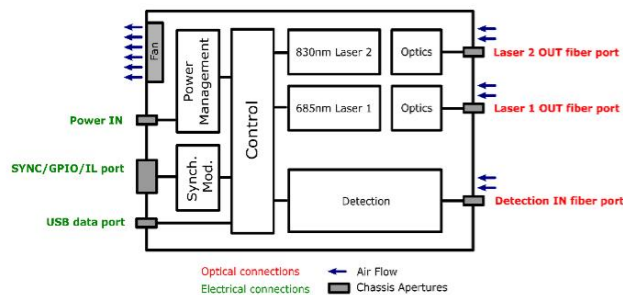 Fan
Power
Management
830nm Laser 2
Optics
Laser 2 OUT fiber port
685nm Laser 1
Optics
Laser 1 OUT fiber port
Power IN
Control
SYNC/GPIO/IL port
Synch.
Mod.
Detection
Detection IN fiber port
USB data port
Optical connections
Air Flow
Electrical connections
Chassis Apertures